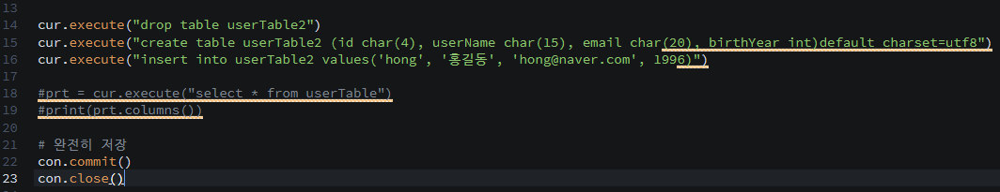 13
14 cur.execute("drop table userTable2")
15 cur.execute("create table userTable2 (id char(4), userName char(15), email char(20), birthYear int)default charset=utf8")
16 cur.execute("insert into userTable2 values('hong', '홍길동', 'hong@naver.com', 1996)")
17
18 #prt = cur.execute("select * from userTable")
19 #print(prt.columns())
20
21 # 완전히 저장
22 con.commit()
23 con.close()